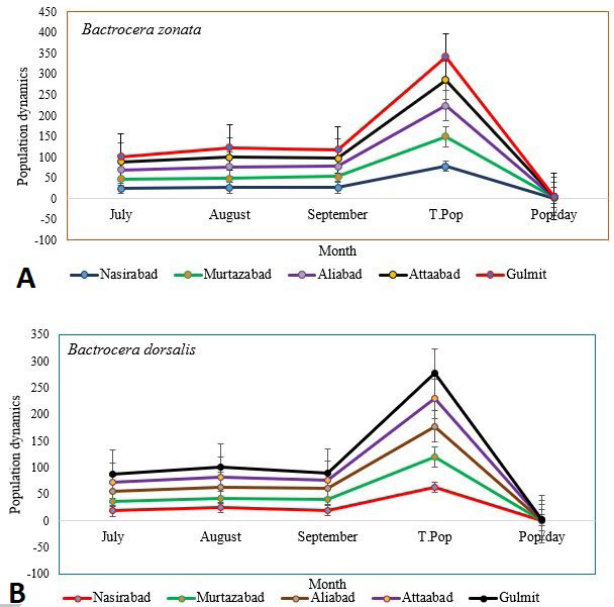 Bactrocera zonata
Population dynamics
450
400
350
300
250
200
150
100
50
0
-50
-100
July August September T.Pop Pop/day
Month
A
Nasirabad Murtazabad Aliabad Attaabad Gulmit
Bactrocera dorsalis
Population dynamics
350
300
250
200
150
100
50
0
-50
-100
July August September T.Pop Pop/day
Month
B
Nasirabad Murtazabad Aliabad Attaabad Gulmit